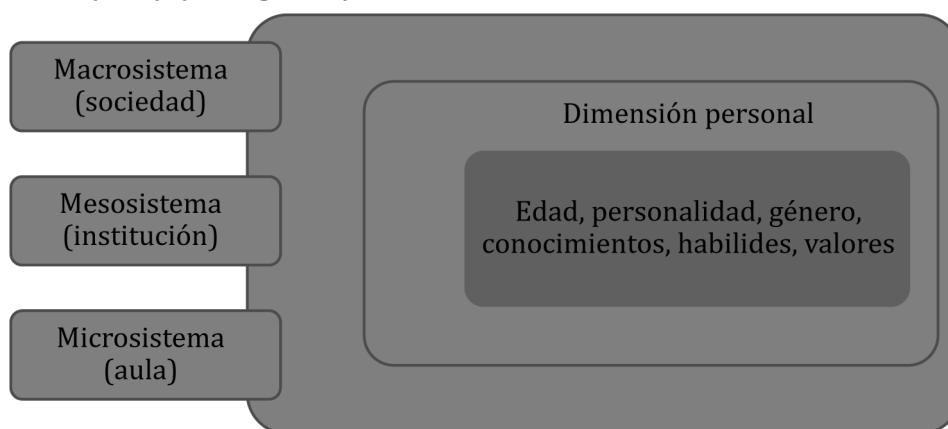 Macrosistema
(sociedad)
Mesosistema
(institución)
Microsistema
(aula)
Dimensión personal
Edad, personalidad, género,
conocimientos, habilides, valores